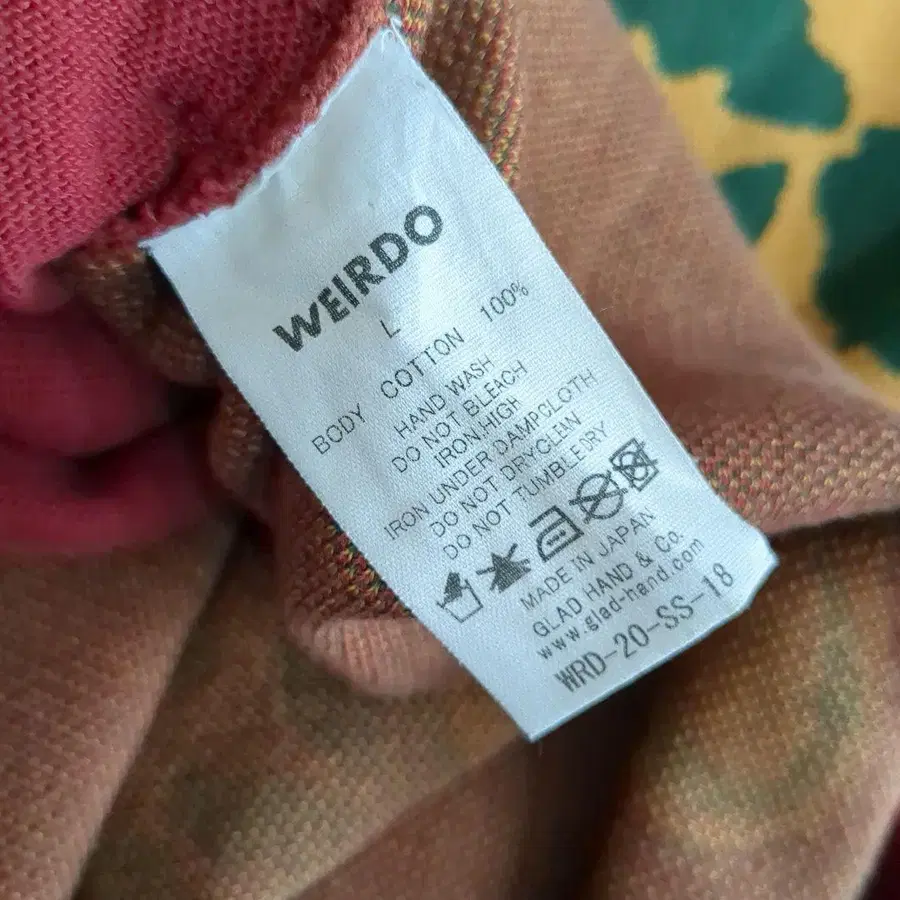 WEIRDO
L
BODY COTTON 100%
HAND WASH
DO NOT BLEACH
IRON,HIGH
IRON UNDER DAMPCLOTH
DO NOT DRYCLEAN
DO NOT TUMBLEDRY
MADE IN JAPAN
GLAD HAND & Co.
www.glad-hand.com
WRD-20-SS-18